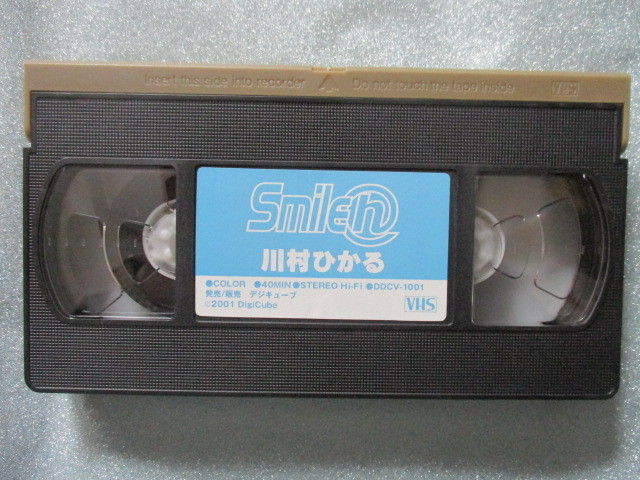 Insert this side into recorder Do not touch the tape inside VHS
Smile@h
川村ひかる
●COLOR ●40MIN ●STEREO Hi-Fi ●DDCV-1001
発売/販売 デジキューブ
©2001 DigiCube VHS